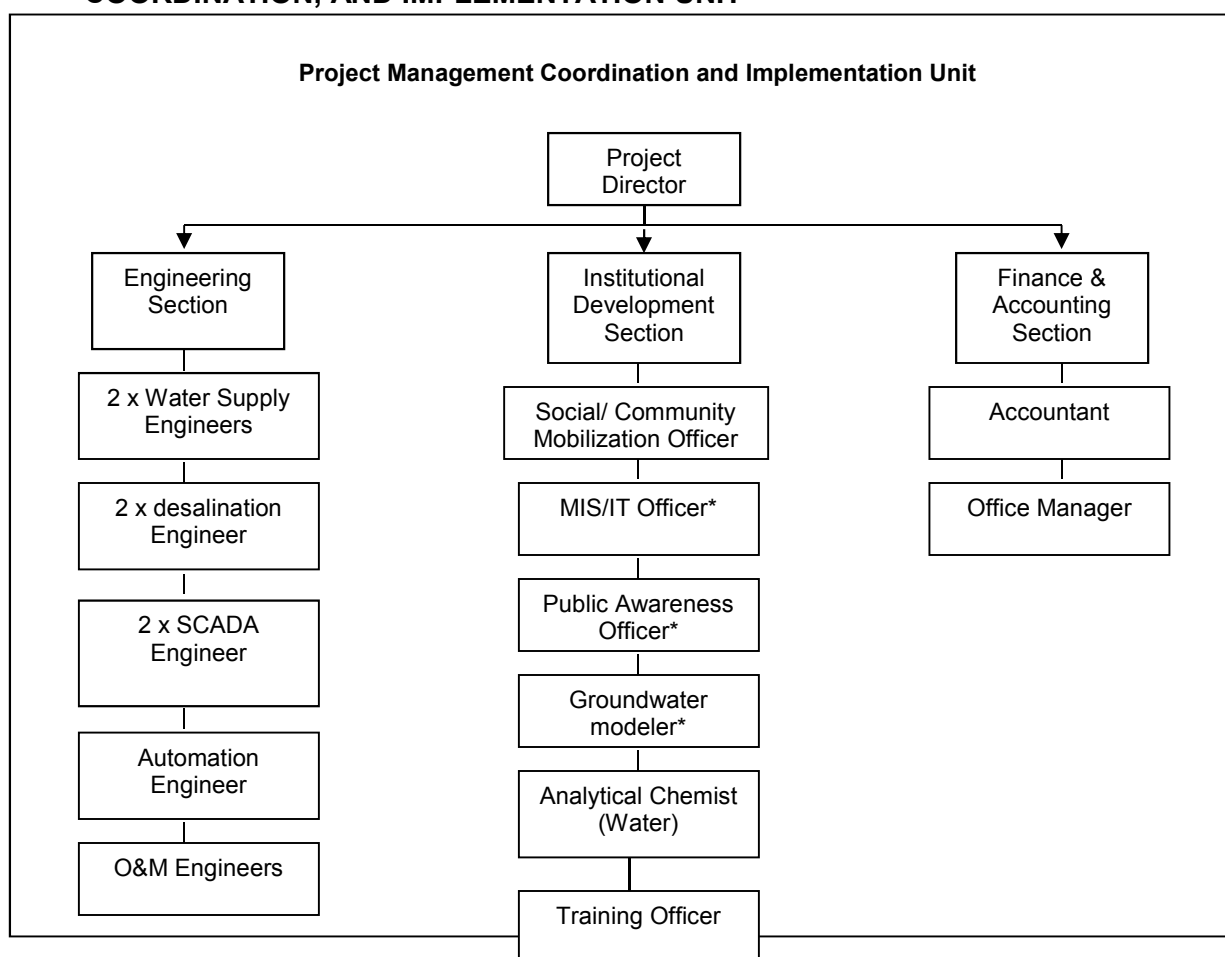 COORDINATION, AND IMPLEMENTATION UNIT
Project Management Coordination and Implementation Unit
Project
Director
Engineering
Section
2 x Water Supply
Engineers
2 x desalination
Engineer
2 x SCADA
Engineer
Automation
Engineer
O&M Engineers
Institutional
Development
Section
Social/ Community
Mobilization Officer
MIS/IT Officer*
Public Awareness
Officer*
Groundwater
modeler*
Analytical Chemist
(Water)
Training Officer
Finance &
Accounting
Section
Accountant
Office Manager